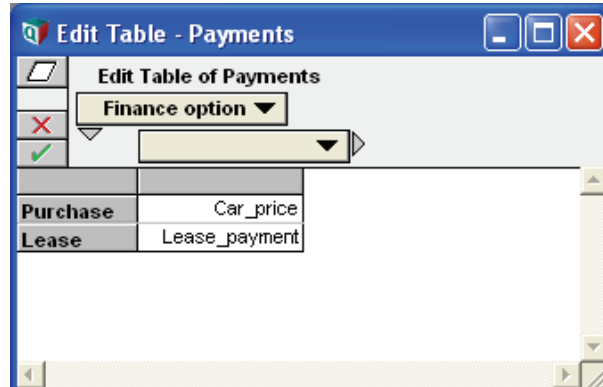 Edit Table - Payments
Edit Table of Payments
Finance option
Purchase Car_price
Lease Lease_payment